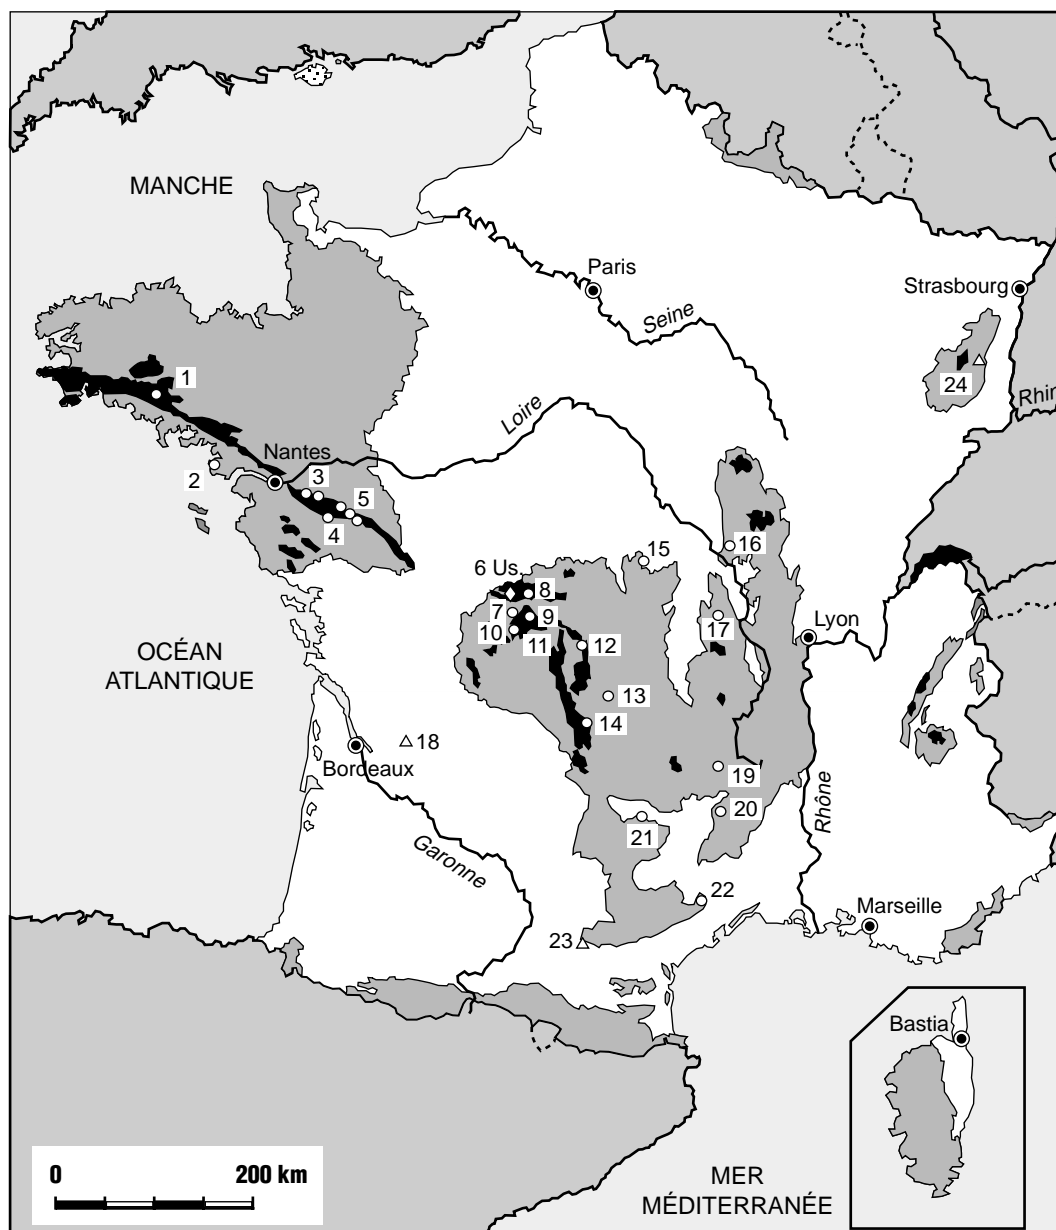 MANCHE
Paris
Strasbourg
Seine
24
Rhin
1
Loire
Nantes
2
3
5
4
16
15
6 Us.
8
7
9
17
Lyon
10
11
12
OCÉAN
ATLANTIQUE
13
14
18
Bordeaux
19
Rhône
20
21
Garonne
22
Marseille
23
Bastia
0
200 km
MER
MÉDITERRANÉE